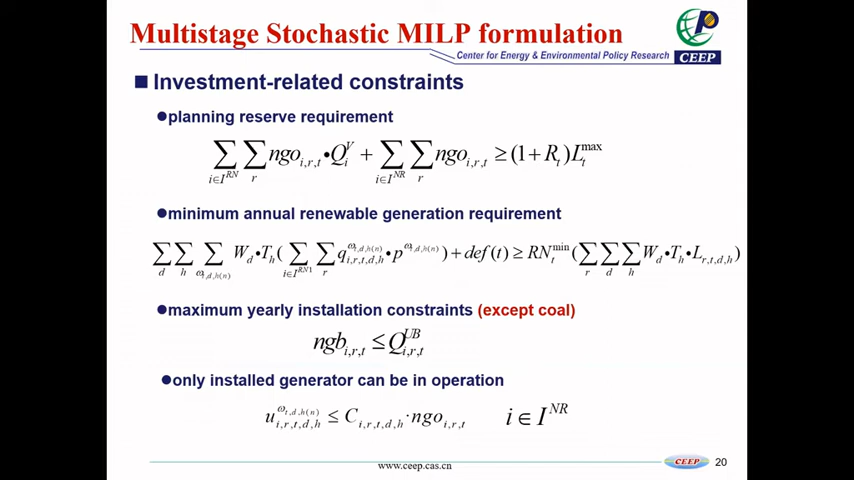 Multistage Stochastic MILP formulation
Center for Energy & Environmental Policy Research
CEEP
■ Investment-related constraints
●planning reserve requirement
∑_{i∈I^{RN}} ∑_r ngo_{i,r,t} • Q_i^V + ∑_{i∈I^{NR}} ∑_r ngo_{i,r,t} ≥ (1 + R_t) L_t^{max}
●minimum annual renewable generation requirement
∑_d ∑_h ∑_{ω_{t,d,h(n)}} W_d • T_h ( ∑_{i∈I^{RN1}} ∑_r q_{i,r,t,d,h}^{ω_{t,d,h(n)}} • p^{ω_{t,d,h(n)}} ) + def(t) ≥ RN_t^{min} ( ∑_r ∑_d ∑_h W_d • T_h • L_{r,t,d,h} )
●maximum yearly installation constraints (except coal)
ngb_{i,r,t} ≤ Q_{i,r,t}^{UB}
●only installed generator can be in operation
u_{i,r,t,d,h}^{ω_{t,d,h(n)}} ≤ C_{i,r,t,d,h} · ngo_{i,r,t} i ∈ I^{NR}
www.ceep.cas.cn
CEEP
20